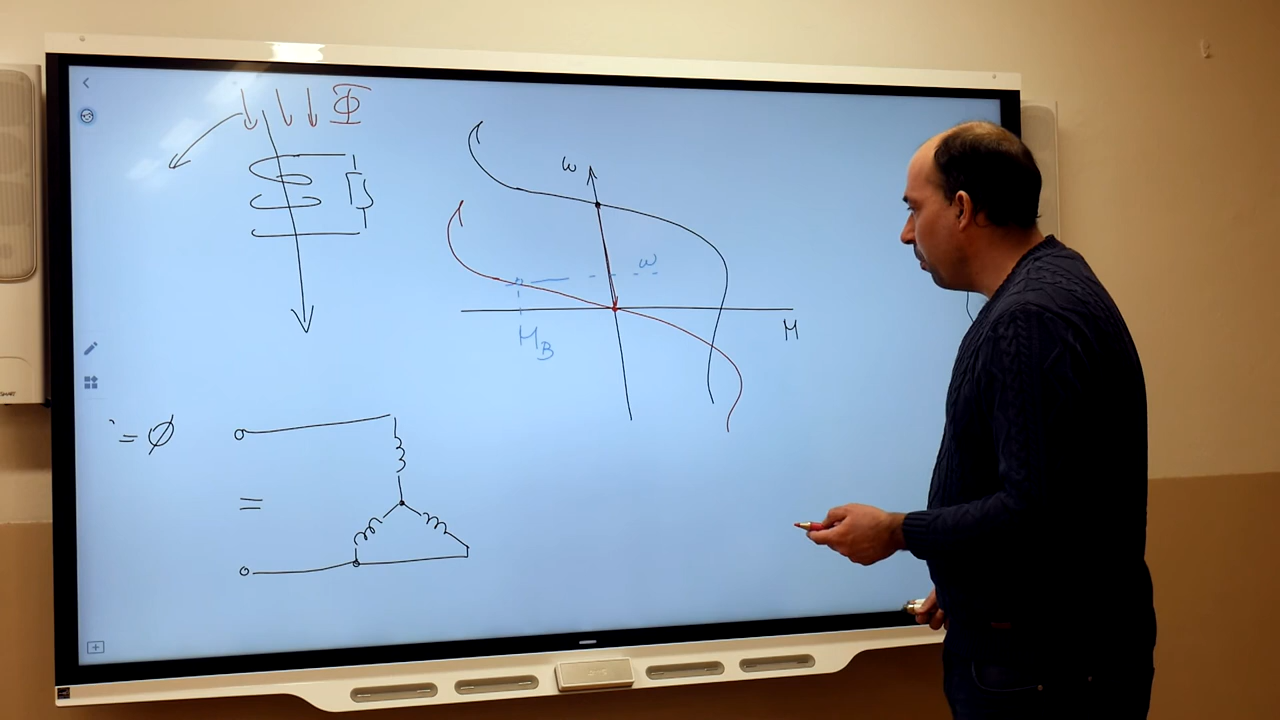 Φ
ω
ω
M
M_B
= ∅
=